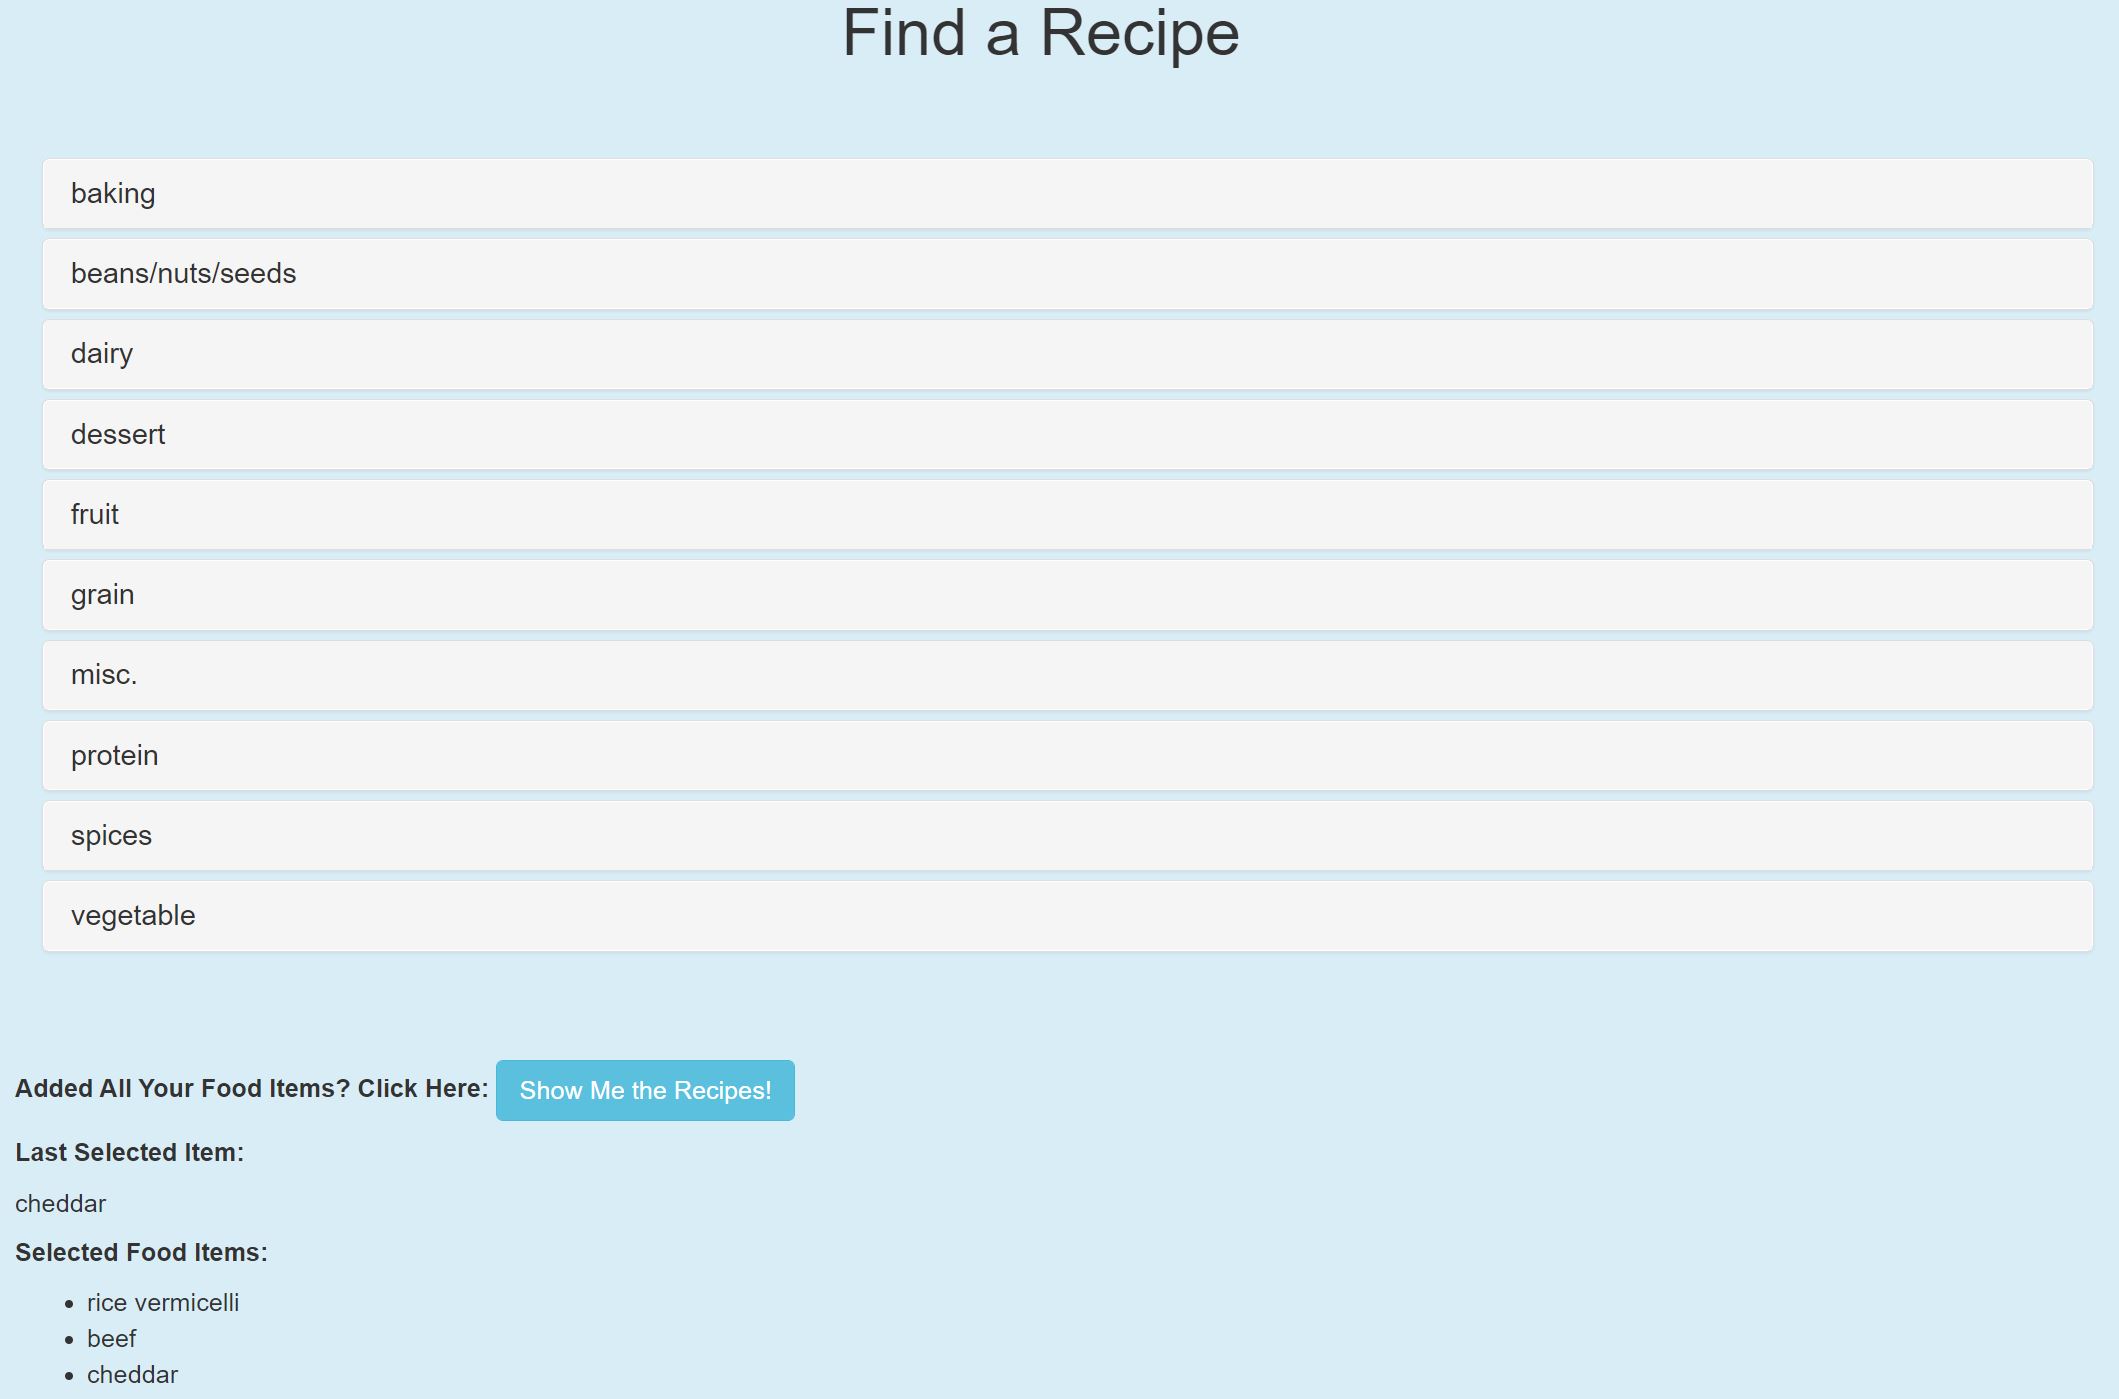 Find a Recipe
baking
beans/nuts/seeds
dairy
dessert
fruit
grain
misc.
protein
spices
vegetable
Added All Your Food Items? Click Here: Show Me the Recipes!
Last Selected Item:
cheddar
Selected Food Items:
rice vermicelli
beef
cheddar